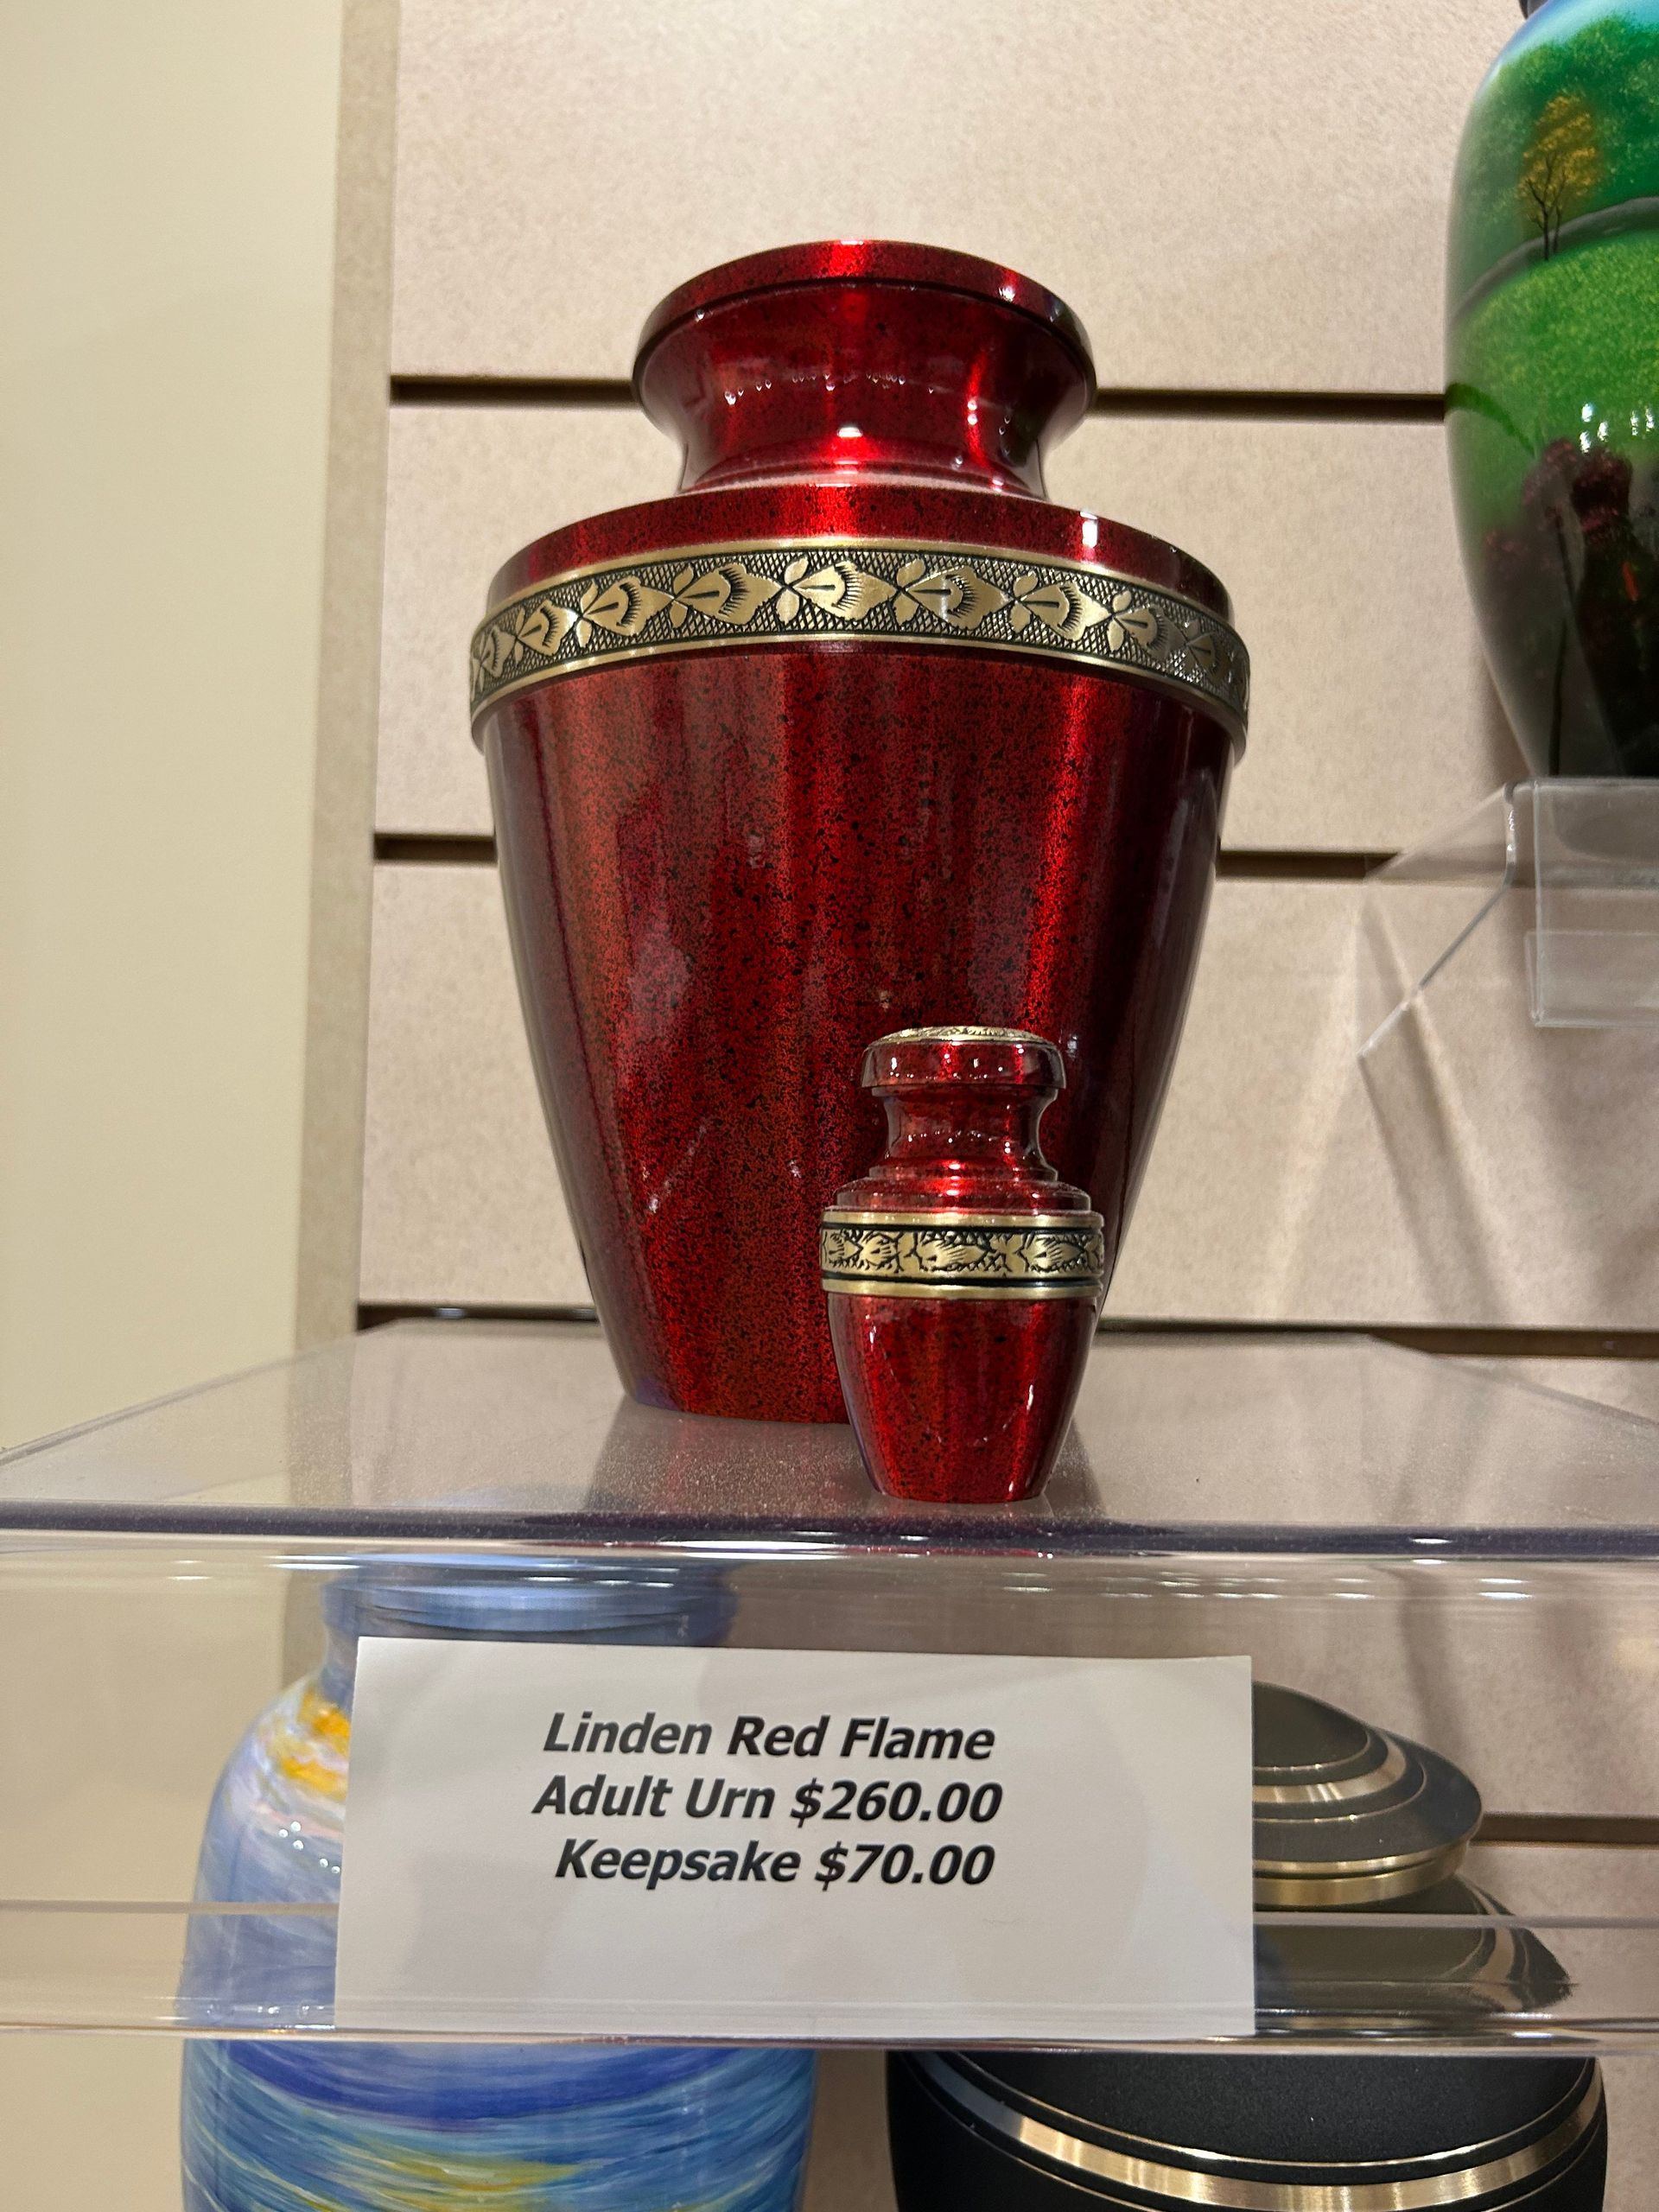 Linden Red Flame
Adult Urn $260.00
Keepsake $70.00